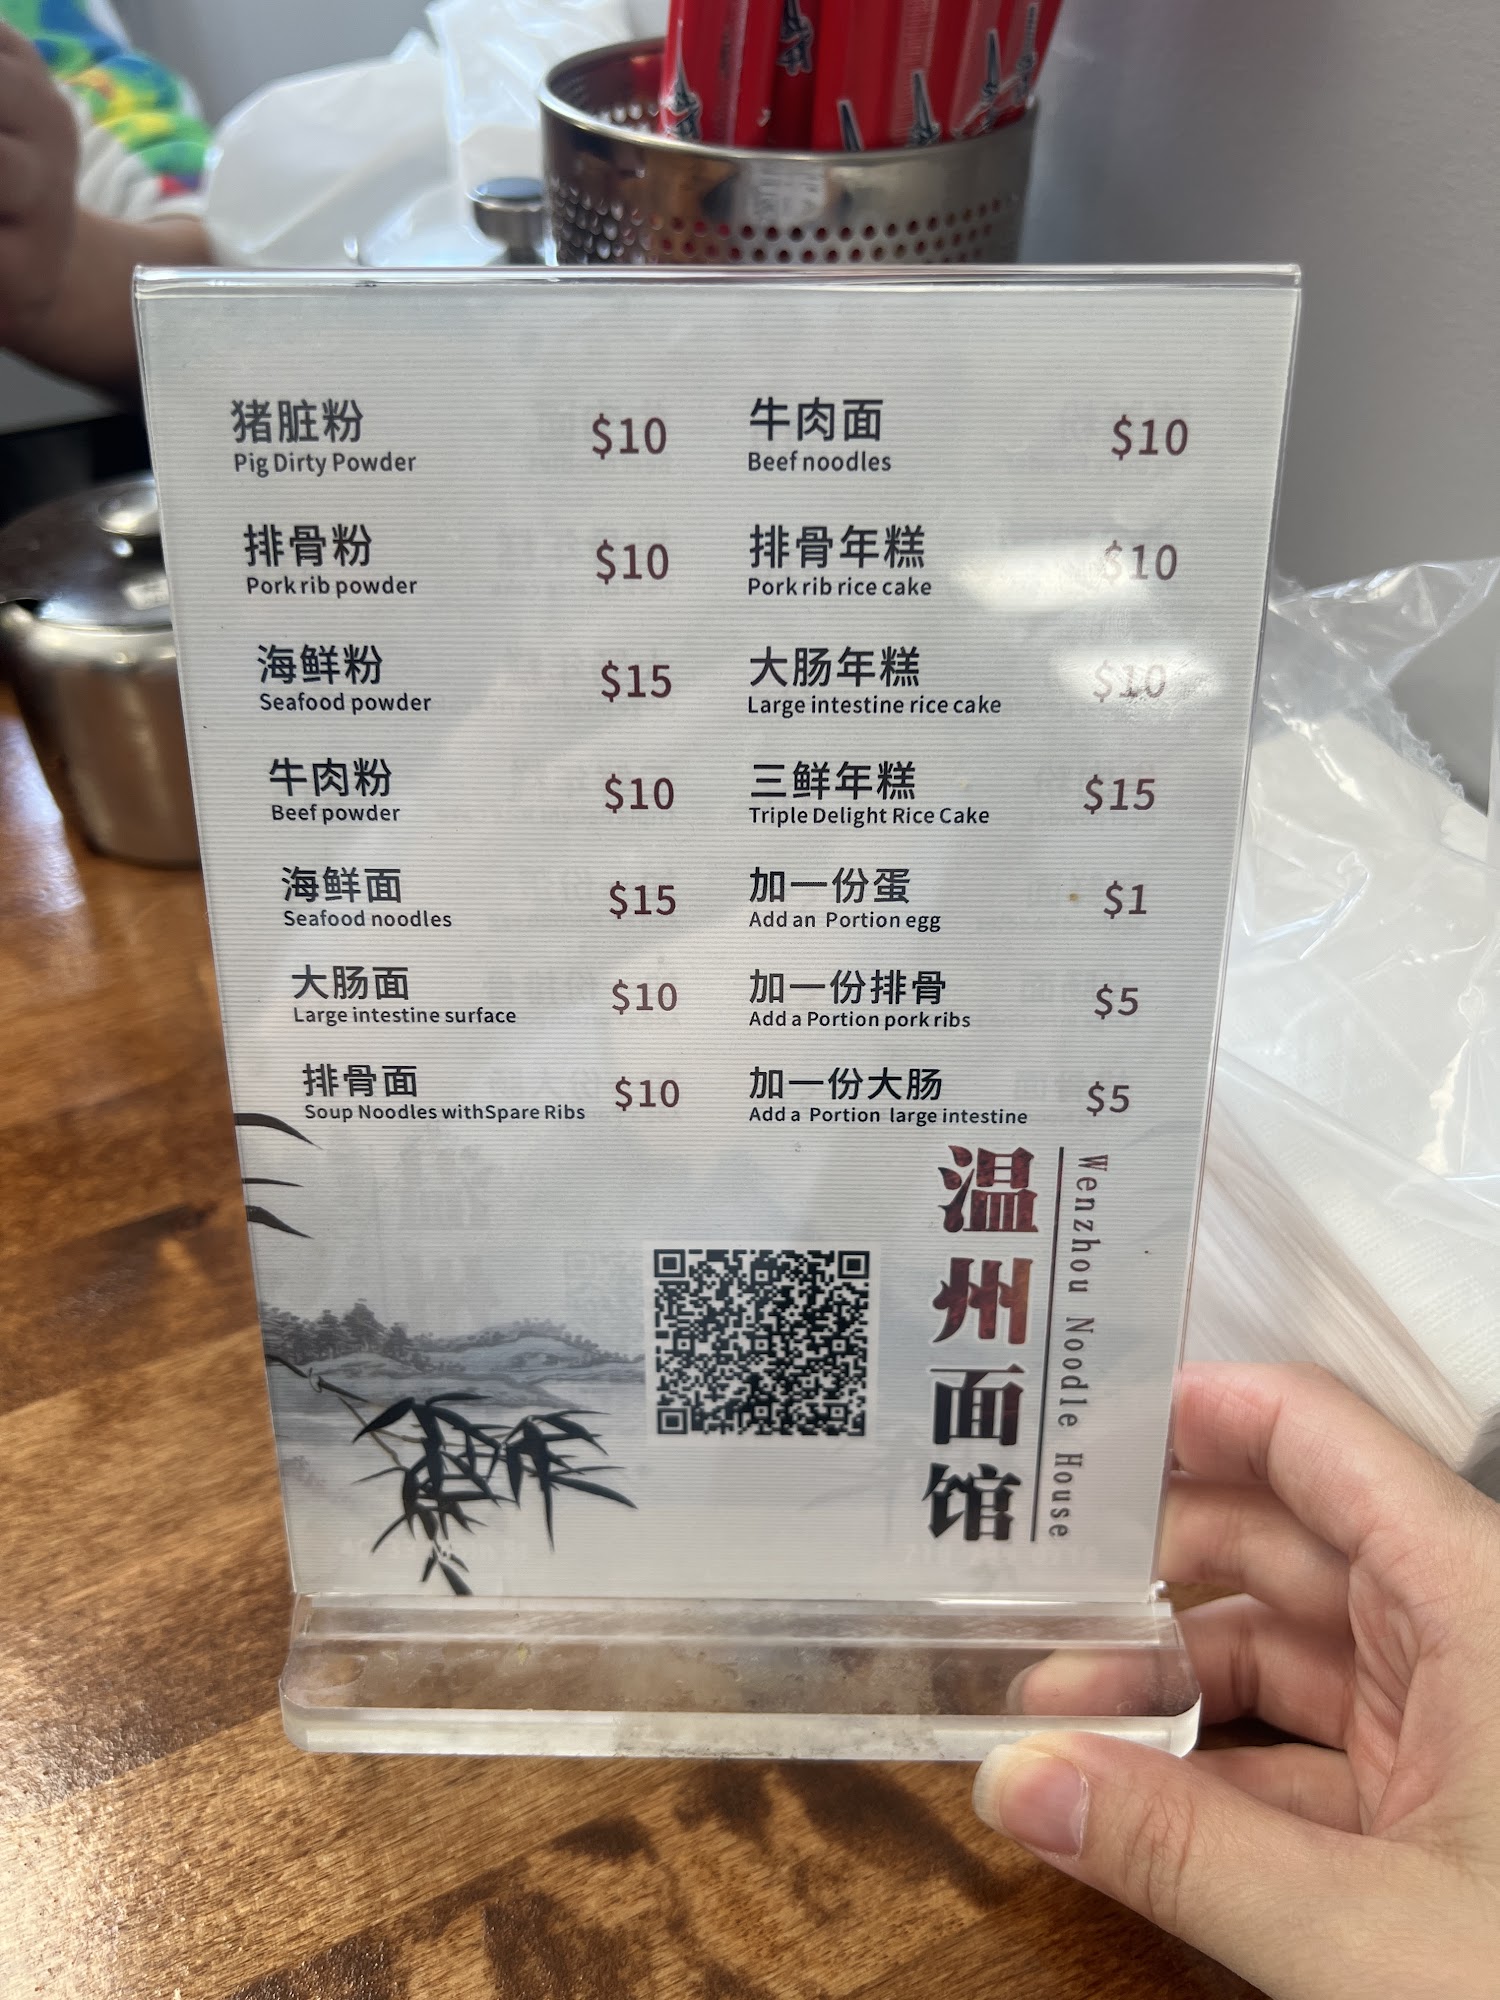 猪脏粉 $10
Pig Dirty Powder
排骨粉 $10
Pork rib powder
海鲜粉 $15
Seafood powder
牛肉粉 $10
Beef powder
海鲜面 $15
Seafood noodles
大肠面 $10
Large intestine surface
排骨面 $10
Soup Noodles withSpare Ribs
牛肉面 $10
Beef noodles
排骨年糕 $10
Pork rib rice cake
大肠年糕 $10
Large intestine rice cake
三鲜年糕 $15
Triple Delight Rice Cake
加一份蛋 $1
Add an Portion egg
加一份排骨 $5
Add a Portion pork ribs
加一份大肠 $5
Add a Portion large intestine
温州面馆
Wenzhou Noodle House